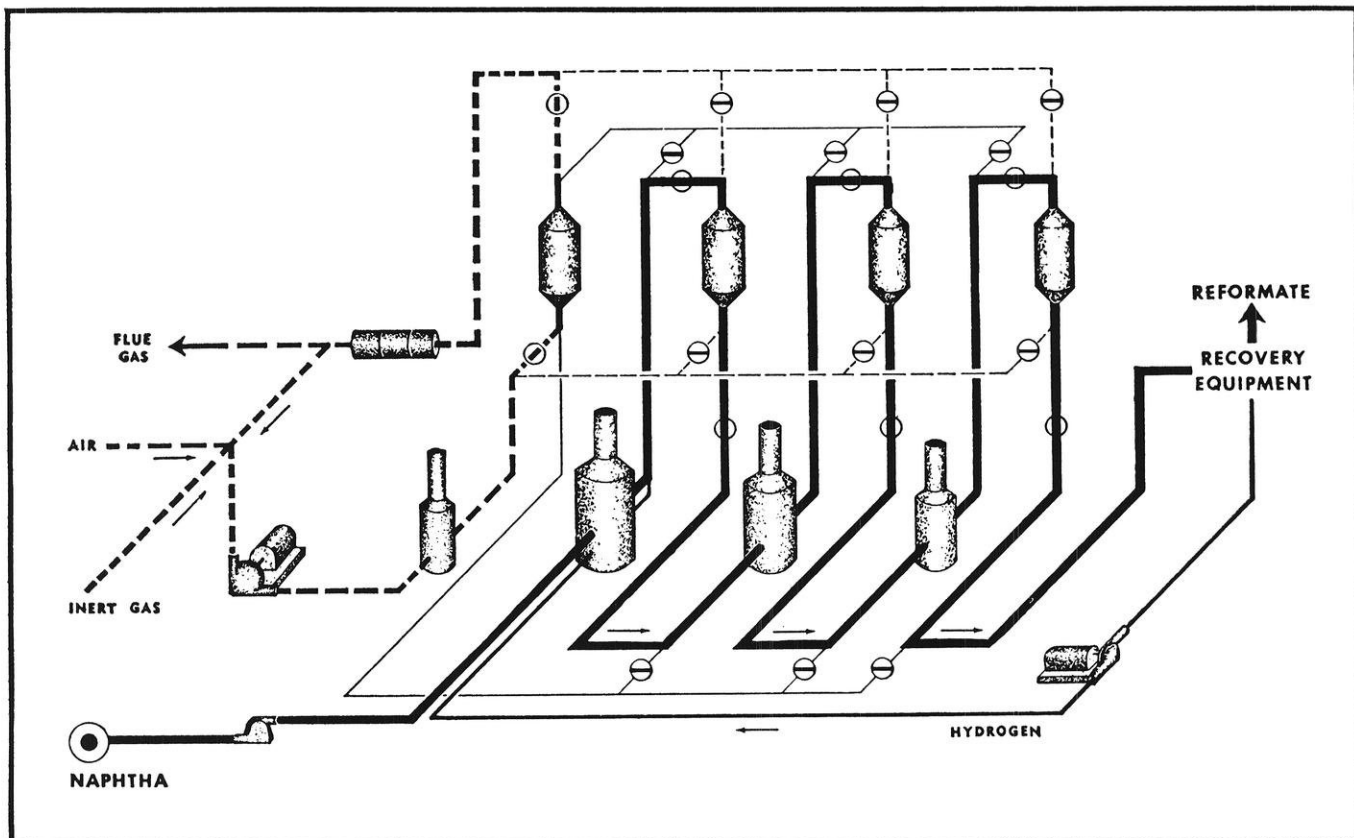 REFORMATE
FLUE
GAS
RECOVERY
EQUIPMENT
AIR
INERT GAS
HYDROGEN
NAPHTHA